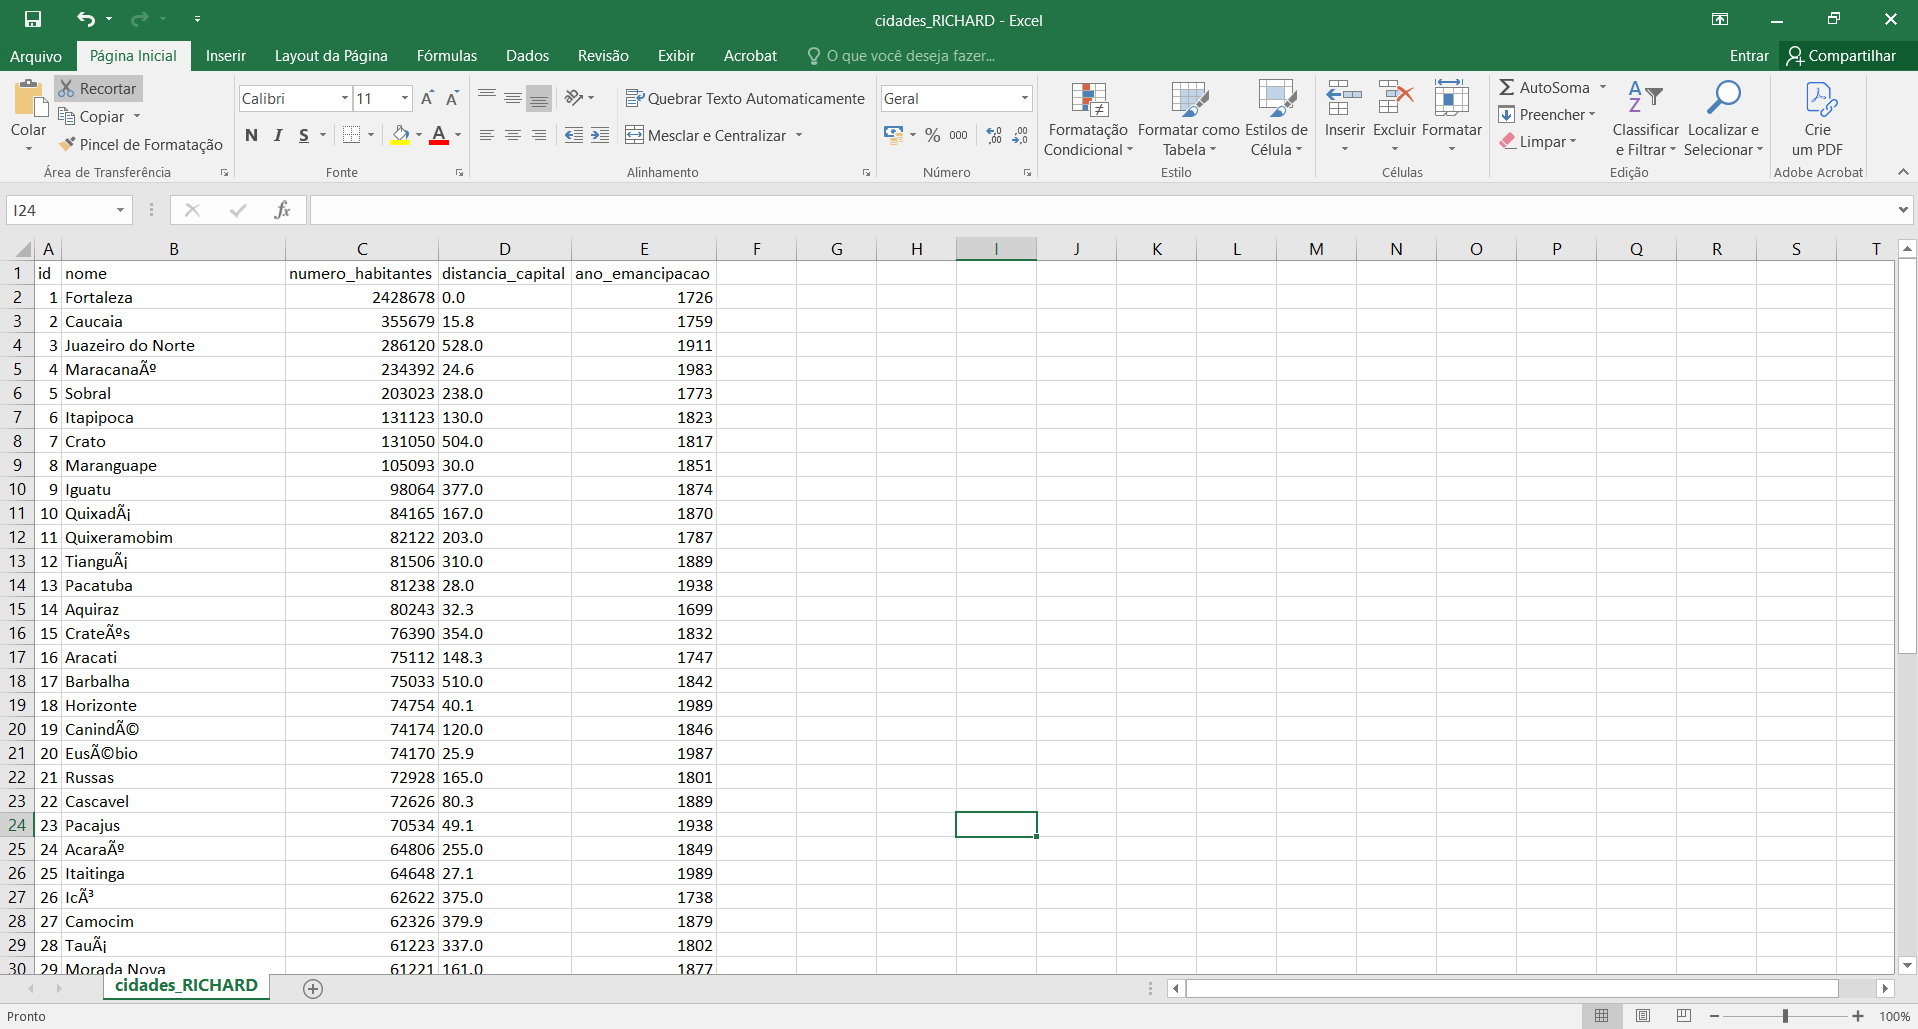 cidades_RICHARD - Excel
Arquivo Página Inicial Inserir Layout da Página Fórmulas Dados Revisão Exibir Acrobat O que você deseja fazer... Entrar Compartilhar
Colar
Recortar
Copiar
Pincel de Formatação
Área de Transferência
Calibri 11
N I S A
Fonte
Quebrar Texto Automaticamente
Mesclar e Centralizar
Alinhamento
Geral
% 000
Número
Formatação Condicional
Formatar como Tabela
Estilos de Célula
Estilo
Inserir Excluir Formatar
Células
AutoSoma
Preencher
Limpar
Classificar e Filtrar
Localizar e Selecionar
Edição
Crie um PDF
Adobe Acrobat
I24 fx
A B C D E F G H I J K L M N O P Q R S T
1 id nome numero_habitantes distancia_capital ano_emancipacao
2 1 Fortaleza 2428678 0.0 1726
3 2 Caucaia 355679 15.8 1759
4 3 Juazeiro do Norte 286120 528.0 1911
5 4 MaracanaÃº 234392 24.6 1983
6 5 Sobral 203023 238.0 1773
7 6 Itapipoca 131123 130.0 1823
8 7 Crato 131050 504.0 1817
9 8 Maranguape 105093 30.0 1851
10 9 Iguatu 98064 377.0 1874
11 10 QuixadÃ¡ 84165 167.0 1870
12 11 Quixeramobim 82122 203.0 1787
13 12 TianguÃ¡ 81506 310.0 1889
14 13 Pacatuba 81238 28.0 1938
15 14 Aquiraz 80243 32.3 1699
16 15 CrateÃºs 76390 354.0 1832
17 16 Aracati 75112 148.3 1747
18 17 Barbalha 75033 510.0 1842
19 18 Horizonte 74754 40.1 1989
20 19 CanindÃ© 74174 120.0 1846
21 20 EusÃ©bio 74170 25.9 1987
22 21 Russas 72928 165.0 1801
23 22 Cascavel 72626 80.3 1889
24 23 Pacajus 70534 49.1 1938
25 24 AcaraÃº 64806 255.0 1849
26 25 Itaitinga 64648 27.1 1989
27 26 IcÃ³ 62622 375.0 1738
28 27 Camocim 62326 379.9 1879
29 28 TauÃ¡ 61223 337.0 1802
30 29 Morada Nova 61221 161.0 1877
cidades_RICHARD
Pronto 100%